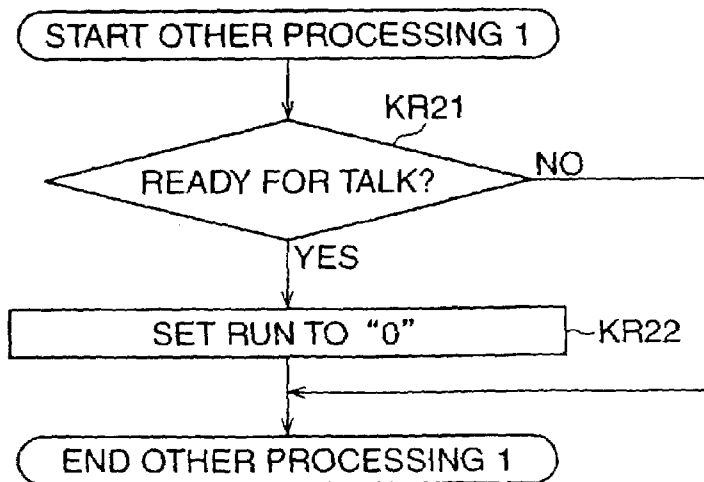 START OTHER PROCESSING 1
KR21
READY FOR TALK?
NO
YES
SET RUN TO “0”
KR22
END OTHER PROCESSING 1